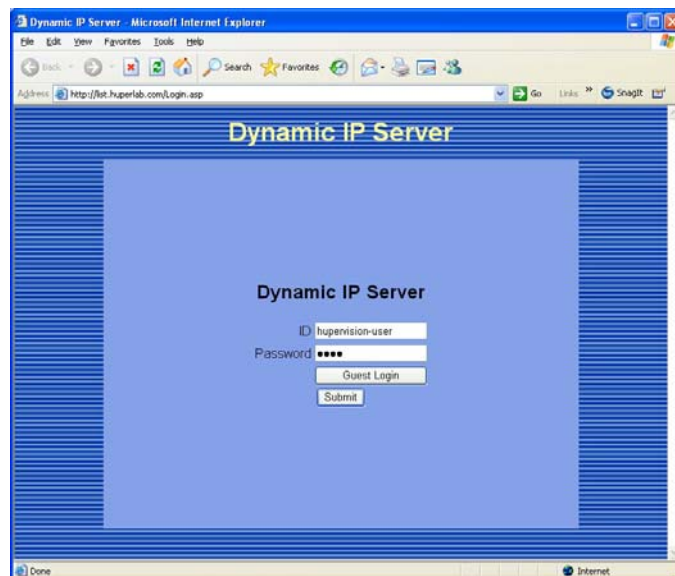 Dynamic IP Server - Microsoft Internet Explorer
File Edit View Favorites Tools Help
Back Search Favorites
Address http://list.huperlab.com/Login.asp Go Links » SnagIt
Dynamic IP Server
Dynamic IP Server
ID hupervision-user
Password ••••
Guest Login
Submit
Done Internet